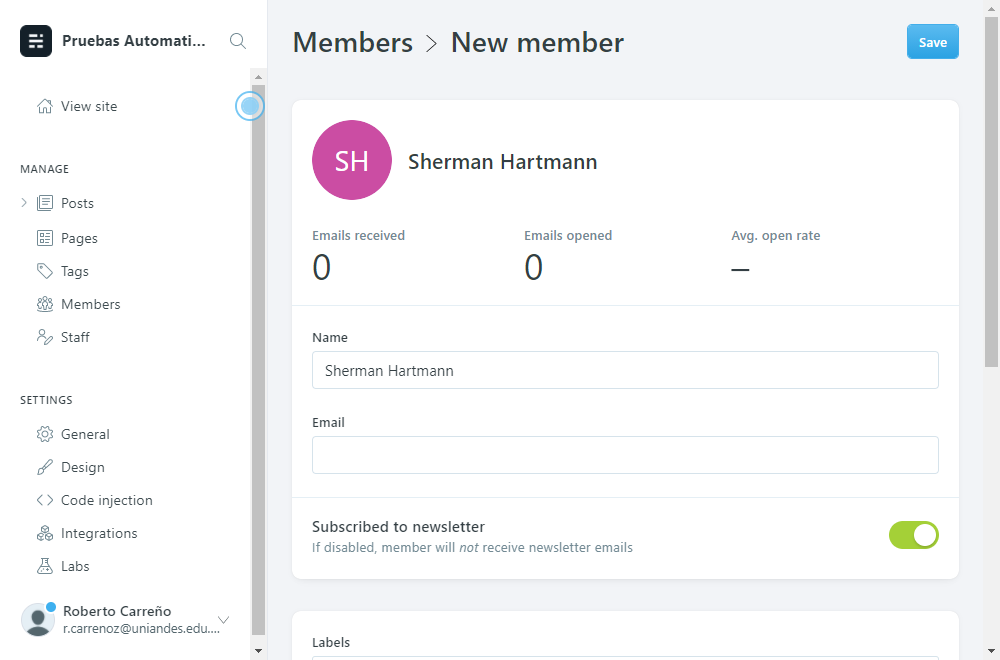 Pruebas Automati...
View site
MANAGE
Posts
Pages
Tags
Members
Staff
SETTINGS
General
Design
Code injection
Integrations
Labs
Roberto Carreño
r.carrenoz@uniandes.edu....
Members > New member
Save
SH
Sherman Hartmann
Emails received
Emails opened
Avg. open rate
0
0
–
Name
Sherman Hartmann
Email
Subscribed to newsletter
If disabled, member will not receive newsletter emails
Labels